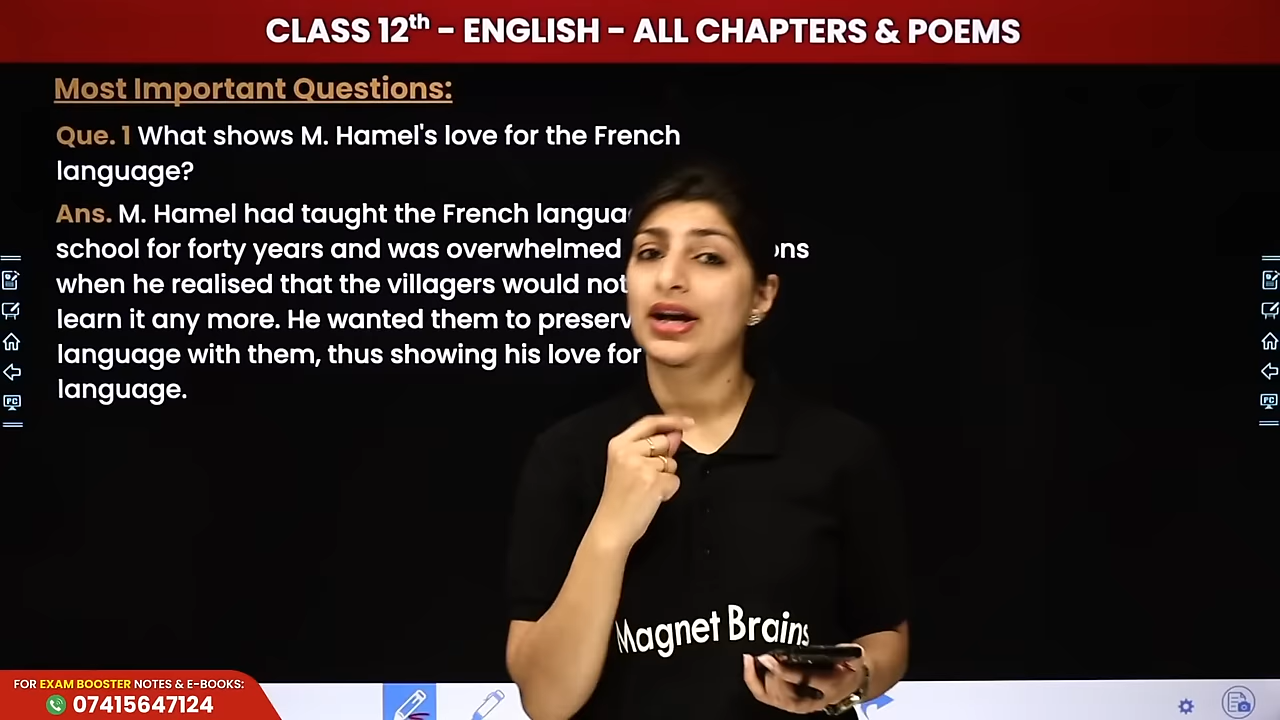 CLASS 12th - ENGLISH - ALL CHAPTERS & POEMS
Most Important Questions:
Que. 1 What shows M. Hamel's love for the French
language?
Ans. M. Hamel had taught the French
school for forty years and was overwhelmed
when he realised that the villagers would not
learn it any more. He wanted them to
language with them, thus showing his love for
language.
Magnet Brains
FOR EXAM BOOSTER NOTES & E-BOOKS:
07415647124